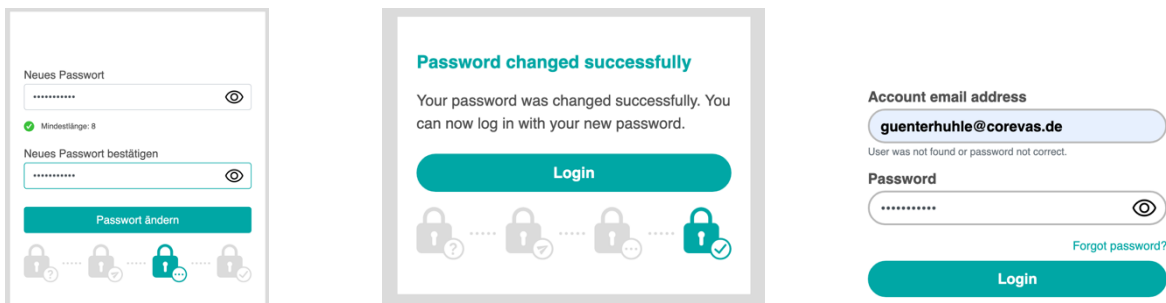 Neues Passwort
•••••••••••
Mindestlänge: 8
Neues Passwort bestätigen
•••••••••••
Passwort ändern
Password changed successfully
Your password was changed successfully. You
can now log in with your new password.
Login
Account email address
guenterhuhle@corevas.de
User was not found or password not correct.
Password
•••••••••••
Forgot password?
Login